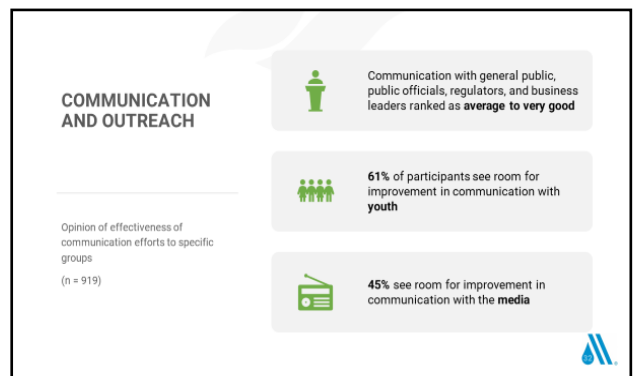 COMMUNICATION
AND OUTREACH
Opinion of effectiveness of
communication efforts to specific
groups
(n = 919)
Communication with general public,
public officials, regulators, and business
leaders ranked as average to very good
61% of participants see room for
improvement in communication with
youth
45% see room for improvement in
communication with the media